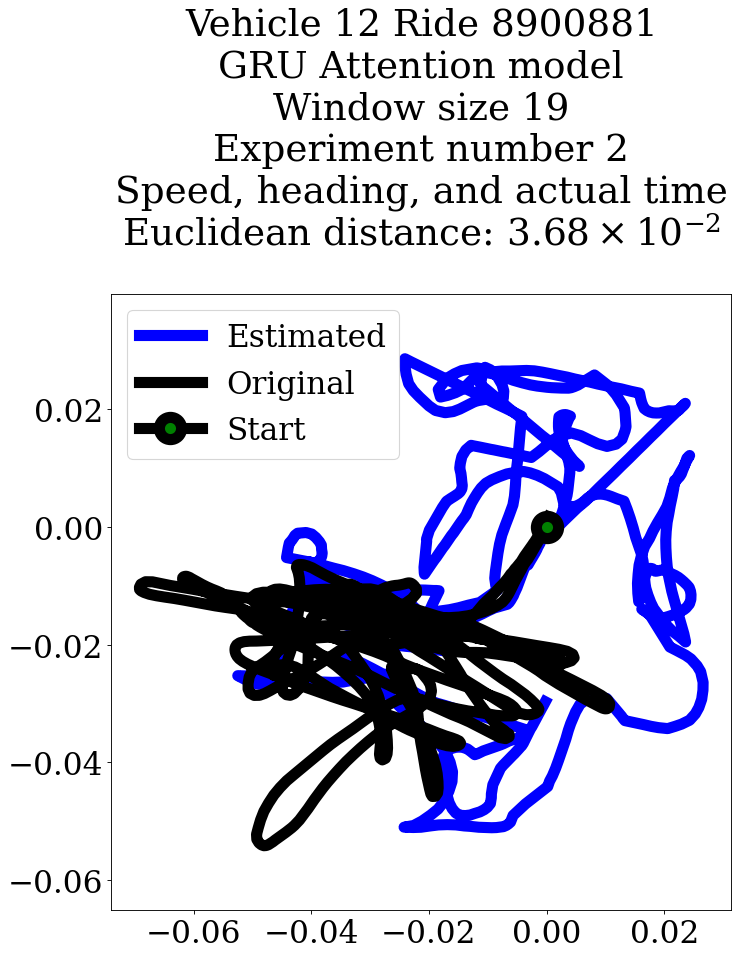 Vehicle 12 Ride 8900881
GRU Attention model
Window size 19
Experiment number 2
Speed, heading, and actual time
Euclidean distance: 3.68 × 10⁻²
Estimated
Original
Start
0.02
0.00
−0.02
−0.04
−0.06
−0.06 −0.04 −0.02 0.00 0.02